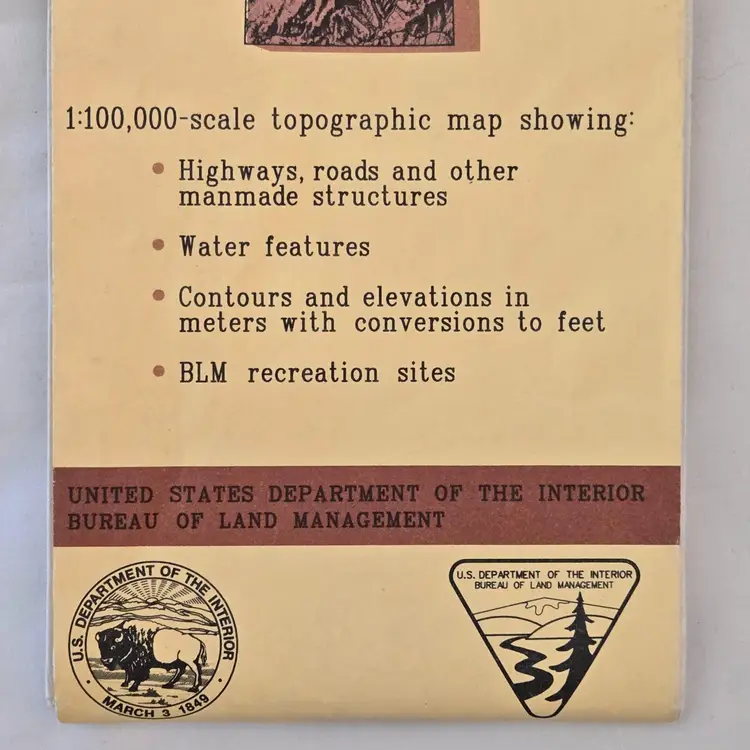 1:100,000-scale topographic map showing:
• Highways, roads and other
manmade structures
• Water features
• Contours and elevations in
meters with conversions to feet
• BLM recreation sites
UNITED STATES DEPARTMENT OF THE INTERIOR
BUREAU OF LAND MANAGEMENT
U.S. DEPARTMENT OF THE INTERIOR
MARCH 3 1849
U.S. DEPARTMENT OF THE INTERIOR
BUREAU OF LAND MANAGEMENT